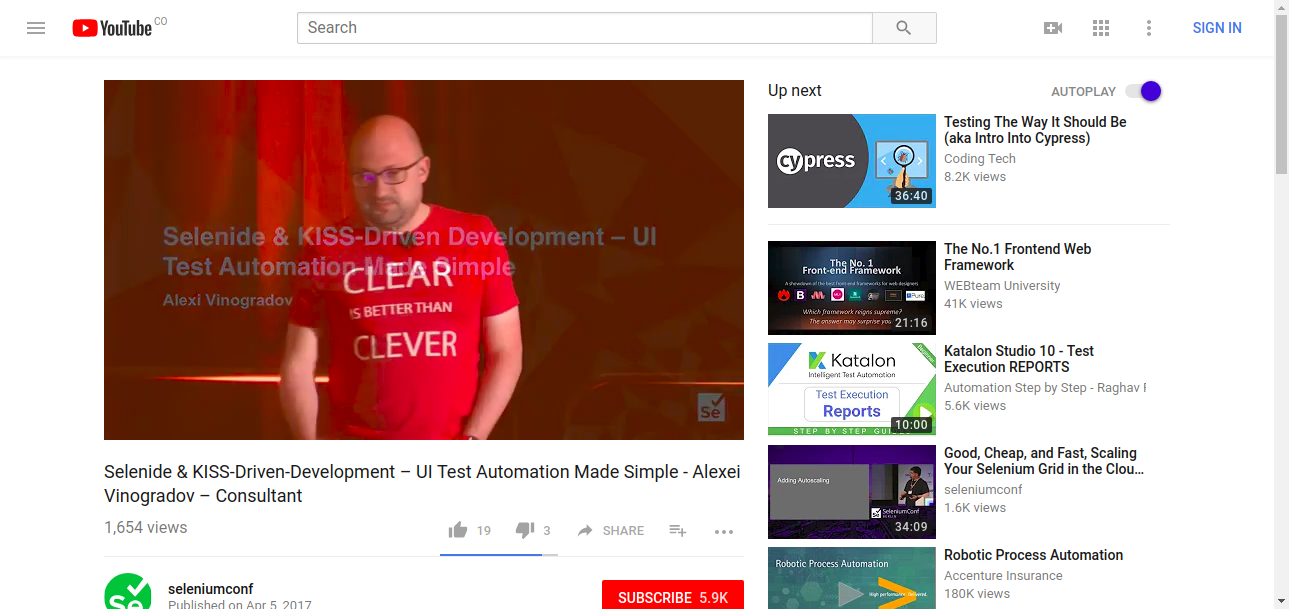 YouTube CO
Search
SIGN IN
Selenide & KISS-Driven Development – UI
Test Automation Made Simple
Alexi Vinogradov
CLEAR
IS BETTER THAN
CLEVER
Se
Selenide & KISS-Driven-Development – UI Test Automation Made Simple - Alexei
Vinogradov – Consultant
1,654 views
19
3
SHARE
Se
seleniumconf
Published on Apr 5, 2017
SUBSCRIBE 5.9K
Up next
AUTOPLAY
cypress
36:40
Testing The Way It Should Be
(aka Intro Into Cypress)
Coding Tech
8.2K views
The No. 1
Front-end Framework
A showdown of the best front-end frameworks for web designers
B
Pure
Which framework reigns supreme?
The answer may surprise you
21:16
The No.1 Frontend Web
Framework
WEBteam University
41K views
Katalon
Intelligent Test Automation
Test Execution
Reports
STEP BY STEP
10:00
Katalon Studio 10 - Test
Execution REPORTS
Automation Step by Step - Raghav
5.6K views
Adding Autoscaling
SeleniumConf
BERLIN
34:09
Good, Cheap, and Fast, Scaling
Your Selenium Grid in the Clou...
seleniumconf
1.6K views
Robotic Process Automation
High performance. Delivered.
Robotic Process Automation
Accenture Insurance
180K views